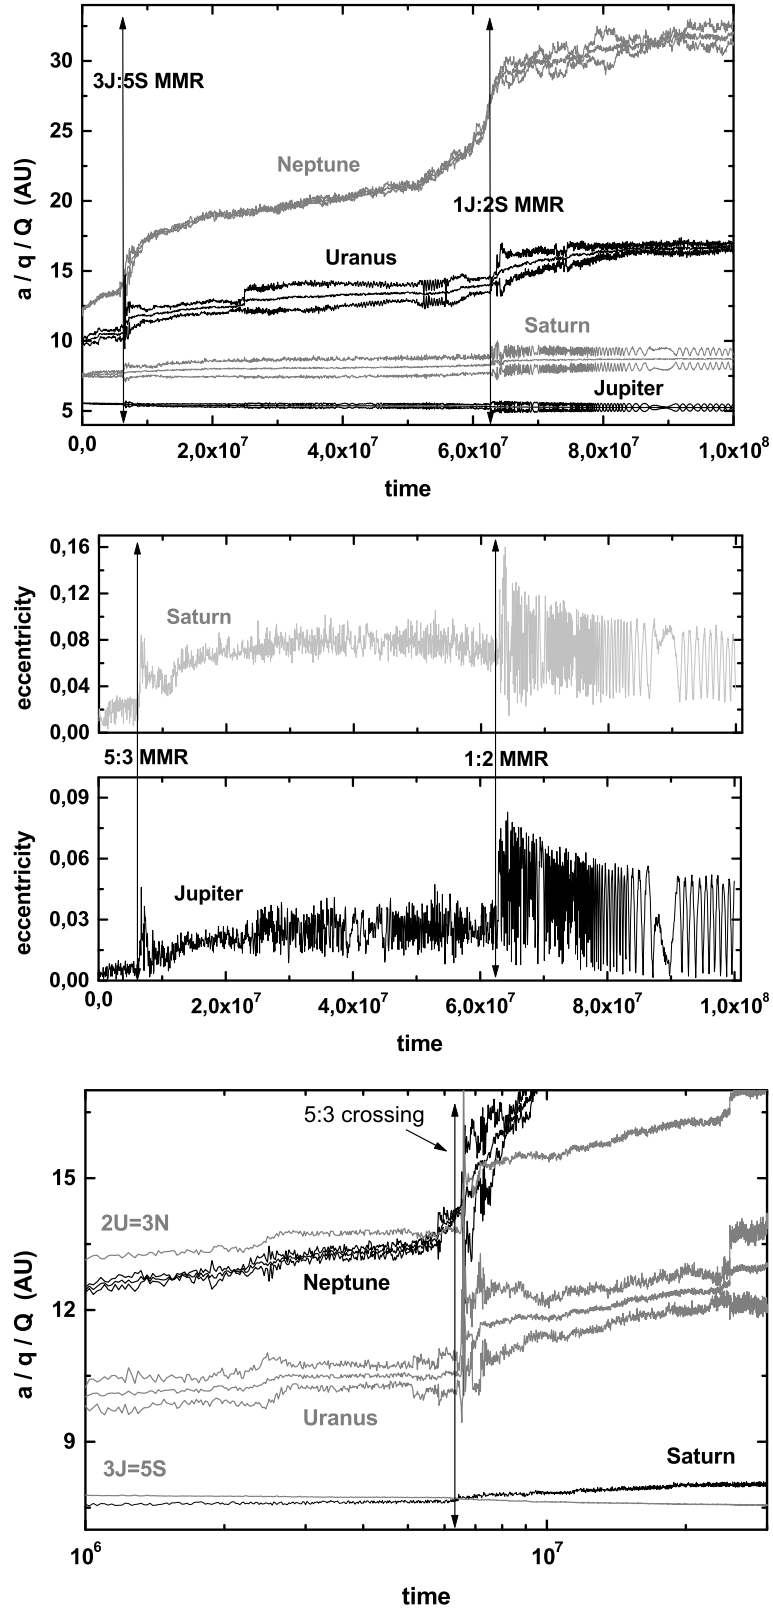 30
25
20
15
10
5
a / q / Q (AU)
3J:5S MMR
Neptune
1J:2S MMR
Uranus
Saturn
Jupiter
0,0 2,0x10⁷ 4,0x10⁷ 6,0x10⁷ 8,0x10⁷ 1,0x10⁸
time
0,16
0,12
0,08
0,04
0,00
eccentricity
Saturn
5:3 MMR 1:2 MMR
0,09
0,06
0,03
0,00
eccentricity
Jupiter
0,0 2,0x10⁷ 4,0x10⁷ 6,0x10⁷ 8,0x10⁷ 1,0x10⁸
time
15
12
9
a / q / Q (AU)
5:3 crossing
2U=3N
Neptune
Uranus
3J=5S
Saturn
10⁶ 10⁷
time